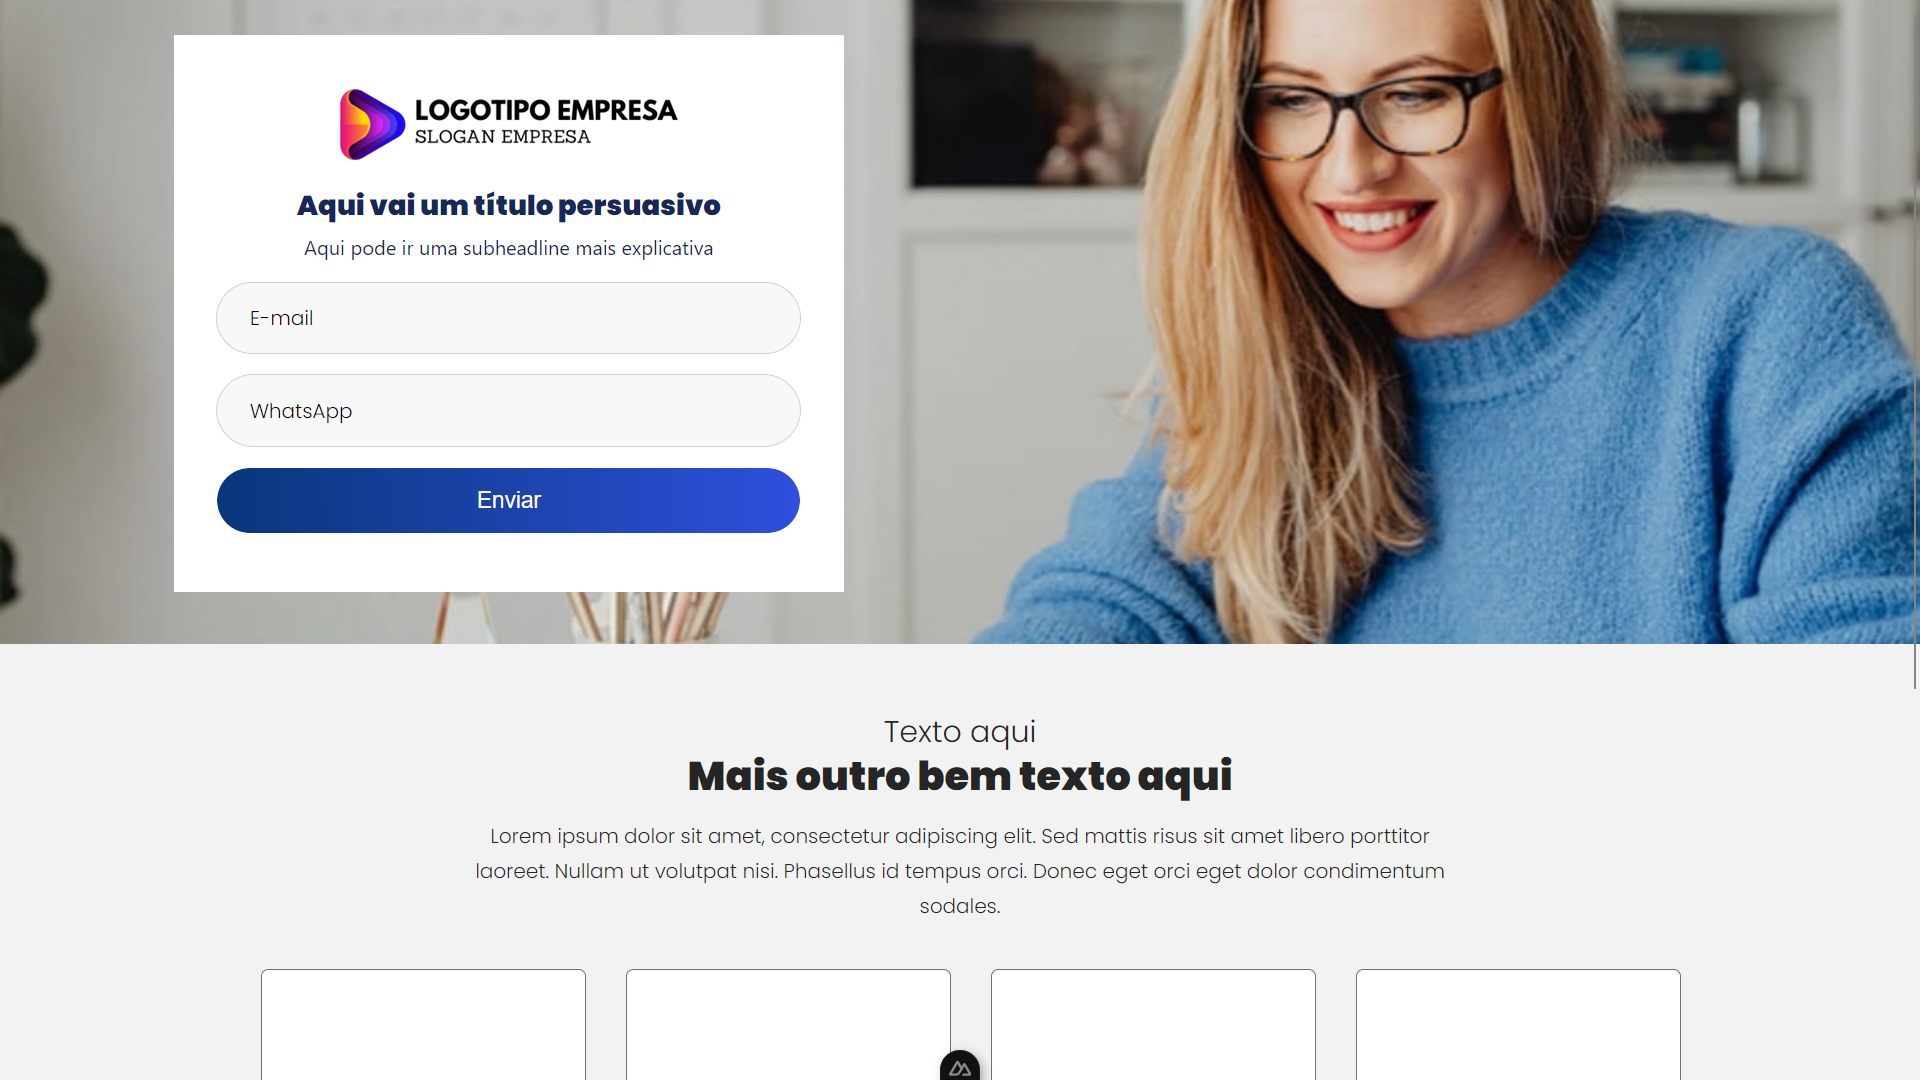 LOGOTIPO EMPRESA
SLOGAN EMPRESA
Aqui vai um título persuasivo
Aqui pode ir uma subheadline mais explicativa
E-mail
WhatsApp
Enviar
Texto aqui
Mais outro bem texto aqui
Lorem ipsum dolor sit amet, consectetur adipiscing elit. Sed mattis risus sit amet libero porttitor
laoreet. Nullam ut volutpat nisi. Phasellus id tempus orci. Donec eget orci eget dolor condimentum
sodales.